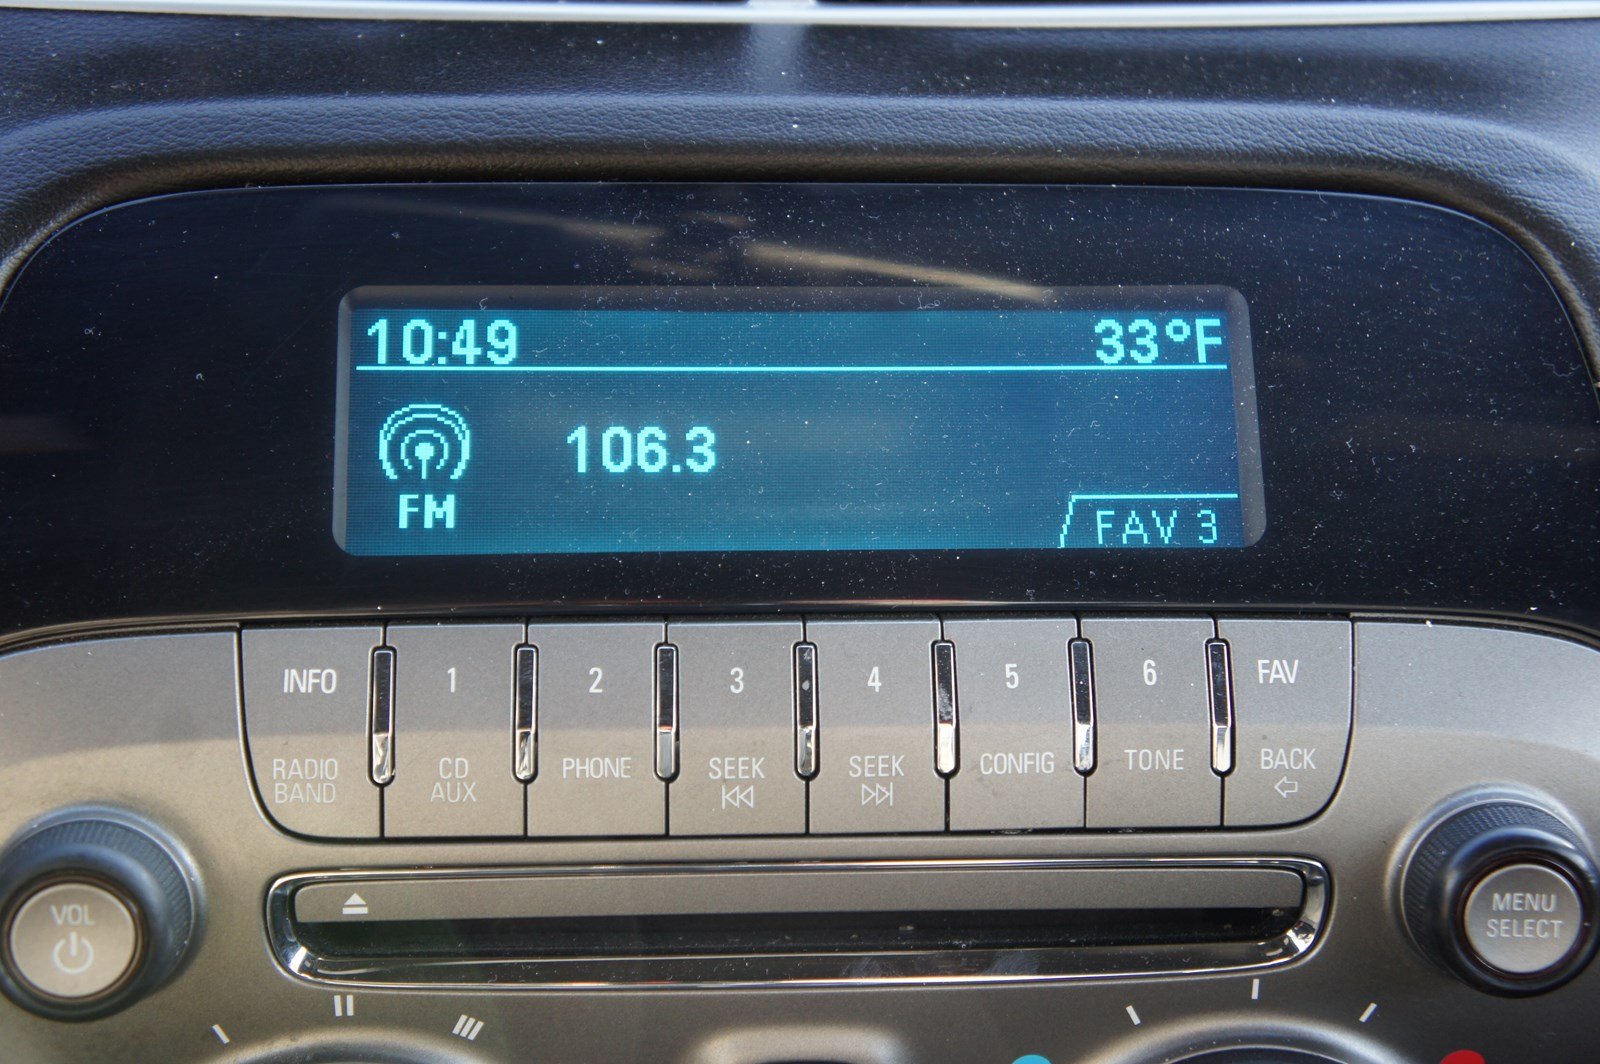 10:49 33°F
106.3
FM
FAV 3
INFO 1 2 3 4 5 6 FAV
RADIO BAND
CD AUX
PHONE
SEEK
SEEK
CONFIG
TONE
BACK
VOL
MENU
SELECT